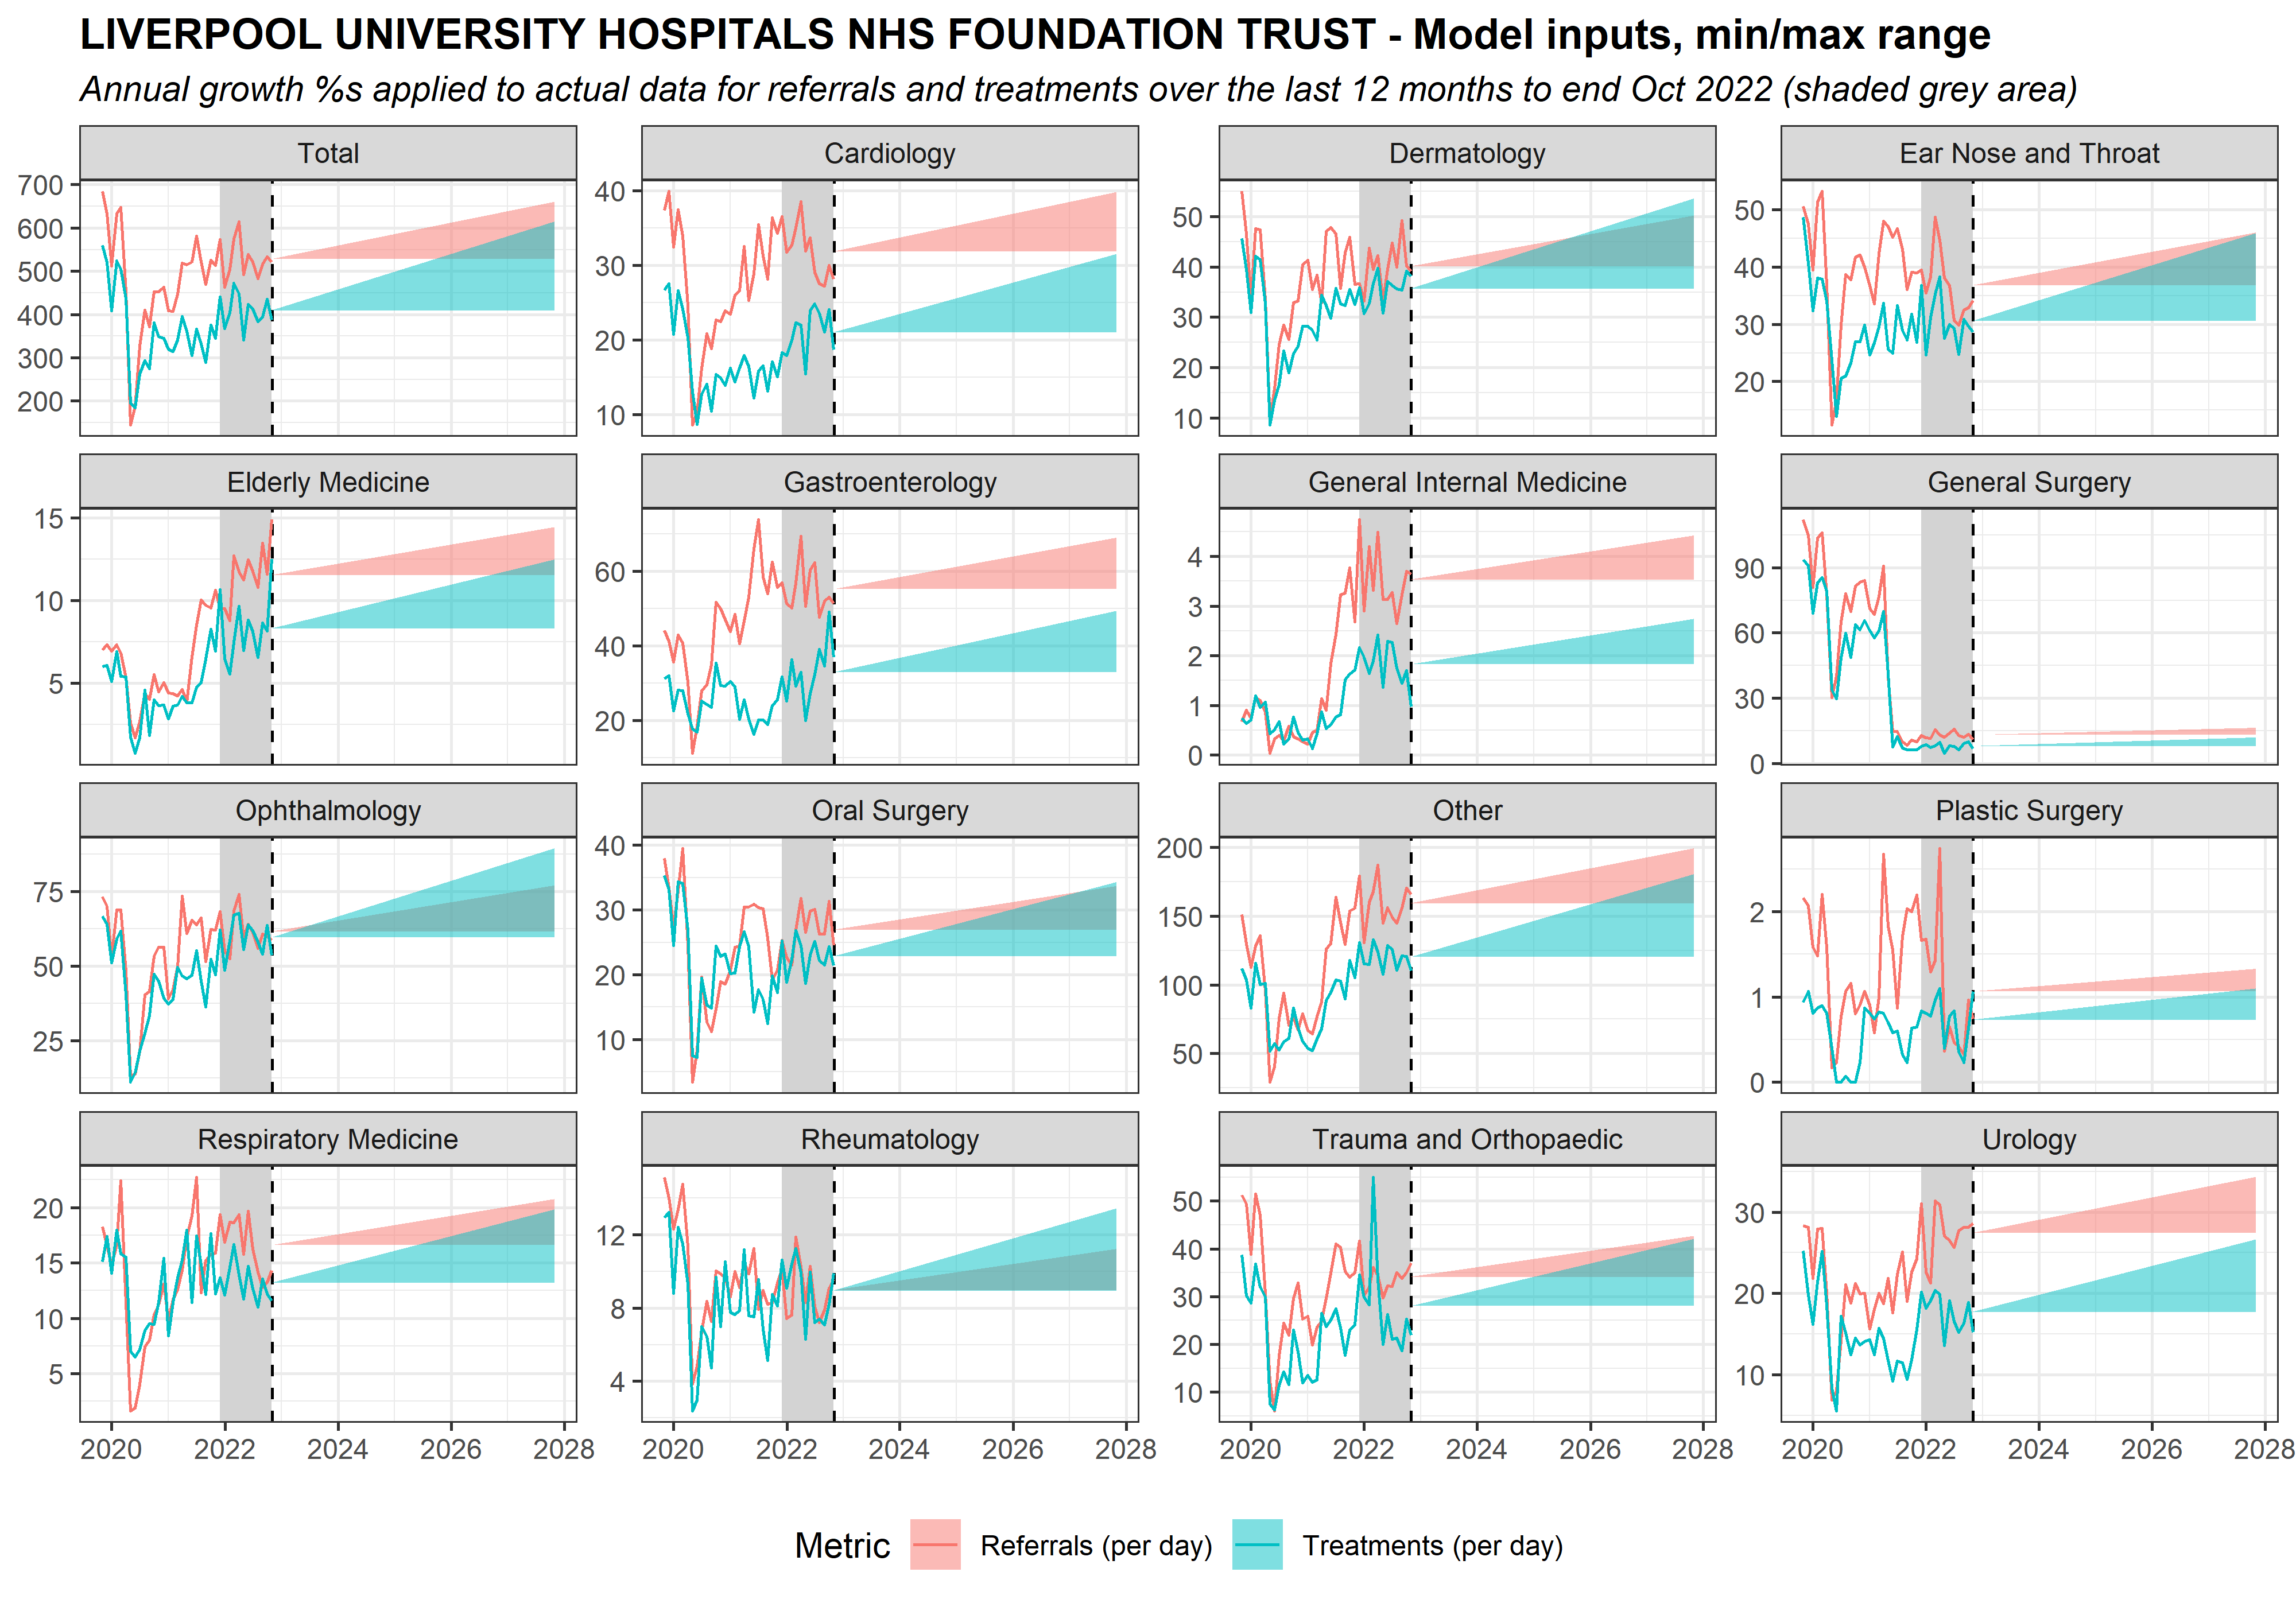 LIVERPOOL UNIVERSITY HOSPITALS NHS FOUNDATION TRUST - Model inputs, min/max range
Annual growth %s applied to actual data for referrals and treatments over the last 12 months to end Oct 2022 (shaded grey area)
Total
700
600
500
400
300
200
Cardiology
40
30
20
10
Dermatology
50
40
30
20
10
Ear Nose and Throat
50
40
30
20
Elderly Medicine
15
10
5
Gastroenterology
60
40
20
General Internal Medicine
4
3
2
1
0
General Surgery
90
60
30
0
Ophthalmology
75
50
25
Oral Surgery
40
30
20
10
Other
200
150
100
50
Plastic Surgery
2
1
0
Respiratory Medicine
20
15
10
5
Rheumatology
12
8
4
Trauma and Orthopaedic
50
40
30
20
10
Urology
30
20
10
2020 2022 2024 2026 2028
2020 2022 2024 2026 2028
2020 2022 2024 2026 2028
2020 2022 2024 2026 2028
Metric Referrals (per day) Treatments (per day)